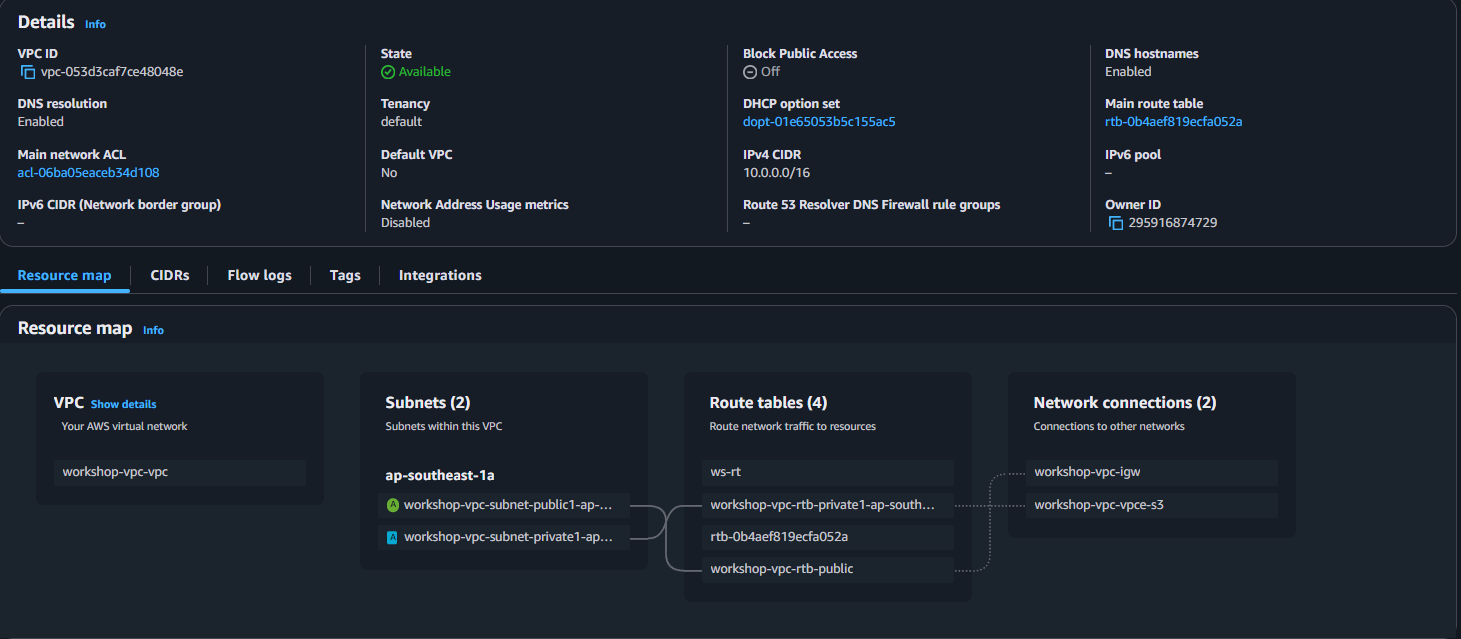 Details Info
VPC ID
vpc-053d3caf7ce48048e
State
Available
Block Public Access
Off
DNS hostnames
Enabled
DNS resolution
Enabled
Tenancy
default
DHCP option set
dopt-01e65053b5c155ac5
Main route table
rtb-0b4aef819ecfa052a
Main network ACL
acl-06ba05eaceb34d108
Default VPC
No
IPv4 CIDR
10.0.0.0/16
IPv6 pool
–
IPv6 CIDR (Network border group)
–
Network Address Usage metrics
Disabled
Route 53 Resolver DNS Firewall rule groups
–
Owner ID
295916874729
Resource map
CIDRs
Flow logs
Tags
Integrations
Resource map Info
VPC Show details
Your AWS virtual network
workshop-vpc-vpc
Subnets (2)
Subnets within this VPC
ap-southeast-1a
A workshop-vpc-subnet-public1-ap-...
A workshop-vpc-subnet-private1-ap...
Route tables (4)
Route network traffic to resources
ws-rt
workshop-vpc-rtb-private1-ap-south...
rtb-0b4aef819ecfa052a
workshop-vpc-rtb-public
Network connections (2)
Connections to other networks
workshop-vpc-igw
workshop-vpc-vpce-s3